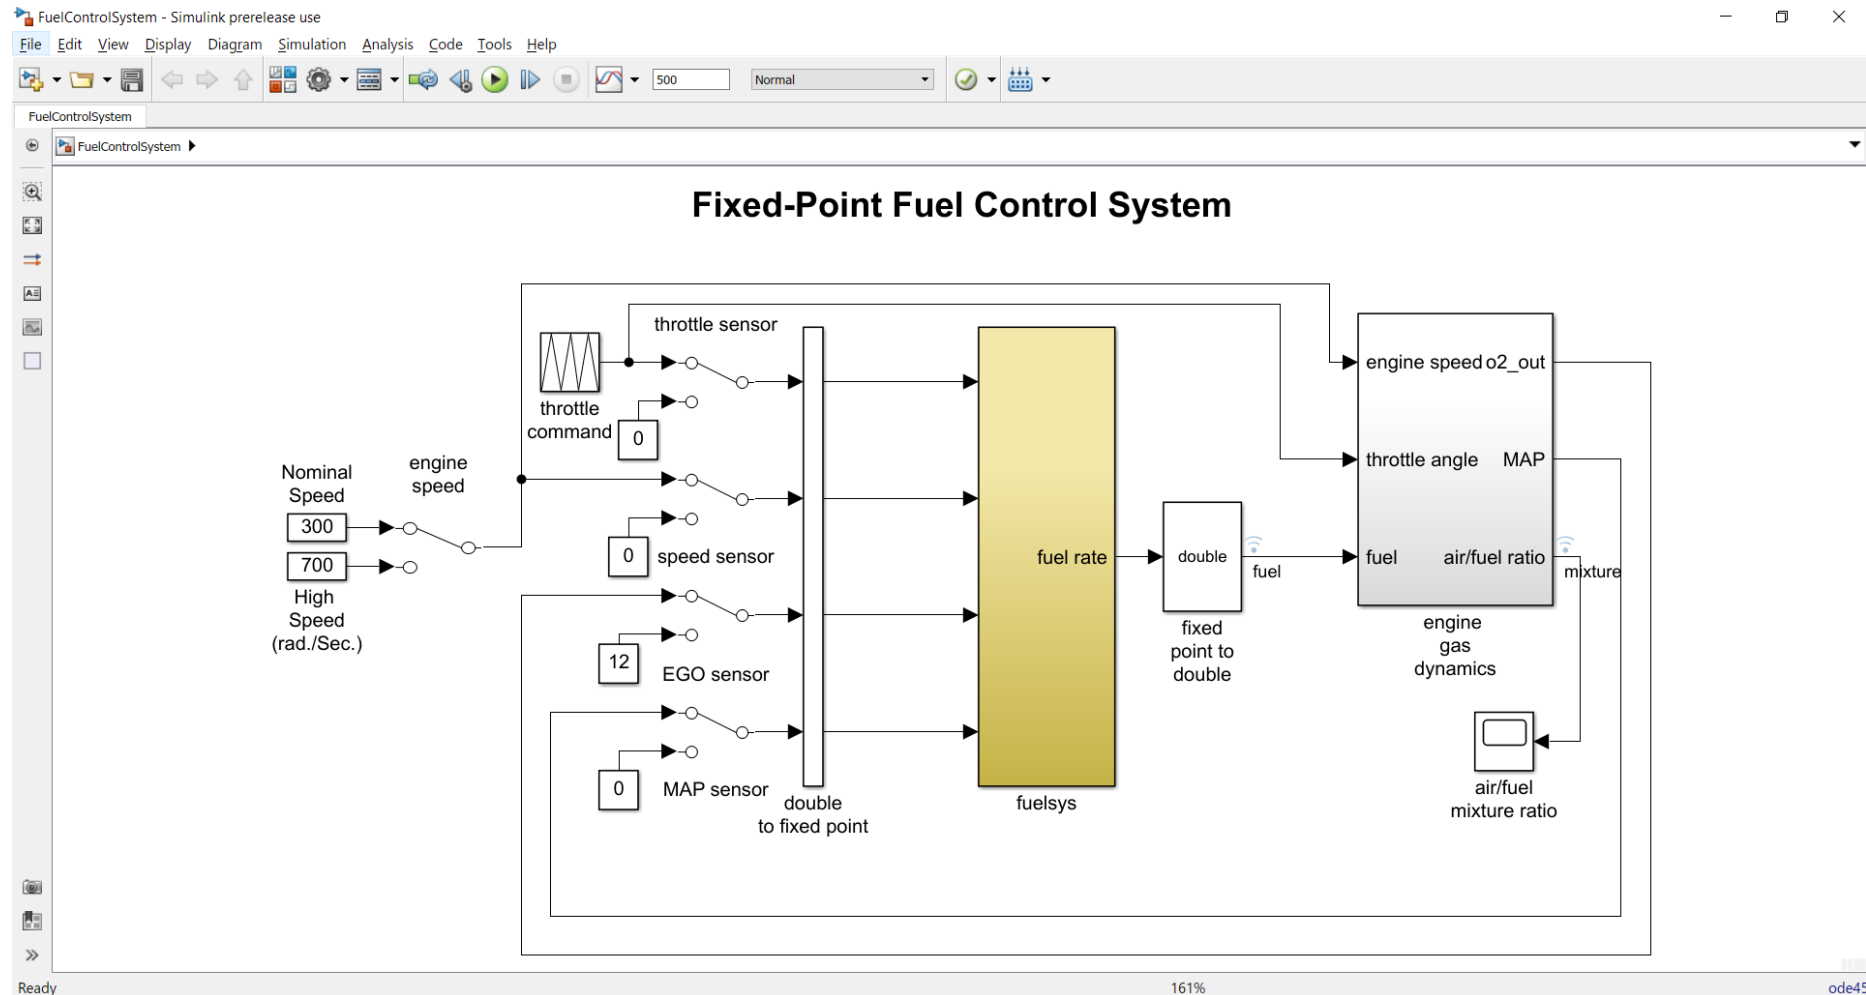 FuelControlSystem - Simulink prerelease use
File Edit View Display Diagram Simulation Analysis Code Tools Help
500 Normal
FuelControlSystem
FuelControlSystem
Fixed-Point Fuel Control System
throttle sensor
throttle
command
0
engine speed
o2_out
throttle angle
MAP
fuel
air/fuel ratio
engine
gas
dynamics
Nominal
Speed
300
700
High
Speed
(rad./Sec.)
engine
speed
0
speed sensor
12
EGO sensor
0
MAP sensor
double
to fixed point
fuel rate
fuelsys
double
fixed
point to
double
fuel
mixture
air/fuel
mixture ratio
Ready
161%
ode45